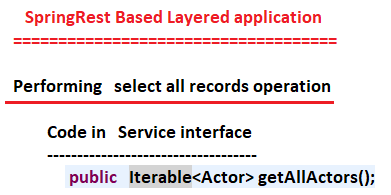 SpringRest Based Layered application
=====================================
Performing select all records operation
Code in Service interface
-----------------------------------
public Iterable<Actor> getAllActors();